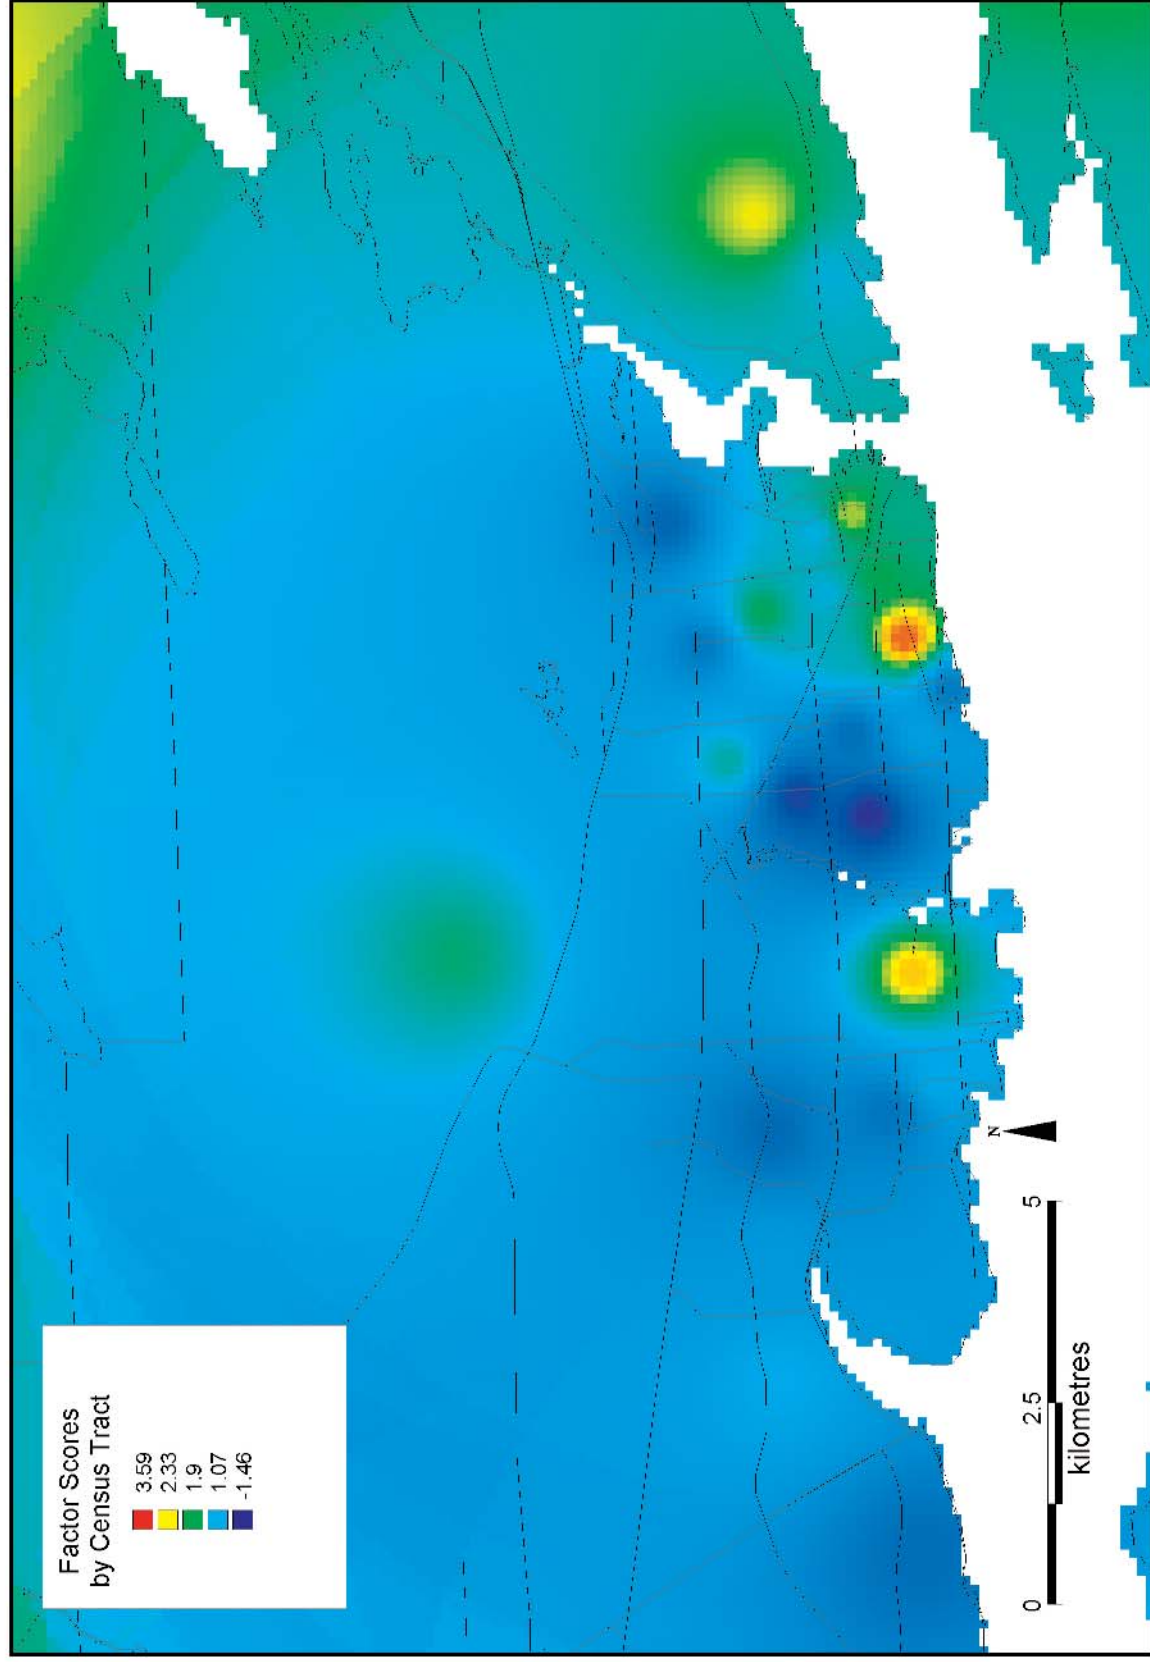 Factor Scores
by Census Tract
3.59
2.33
1.9
1.07
-1.46
0
2.5
5
kilometres
N